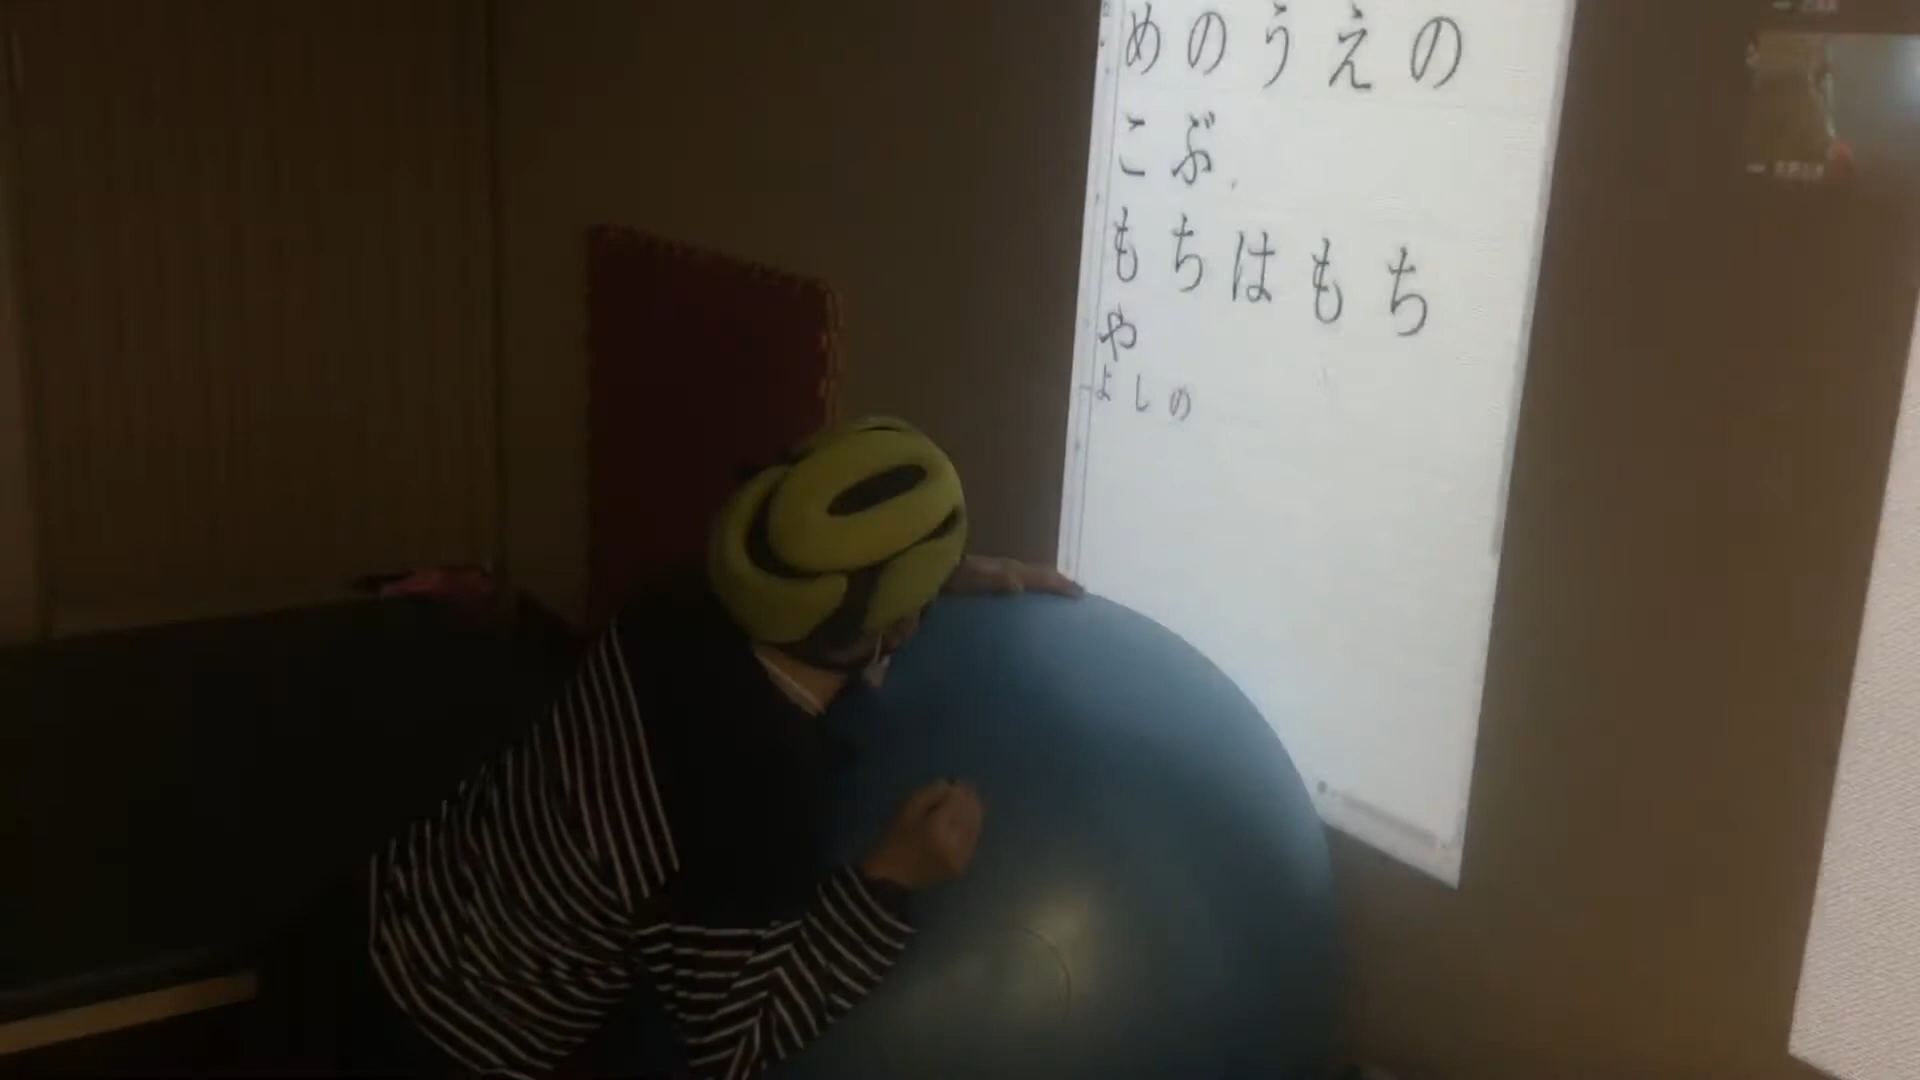 めのうえの
こぶ
もちはもち
や
よしの